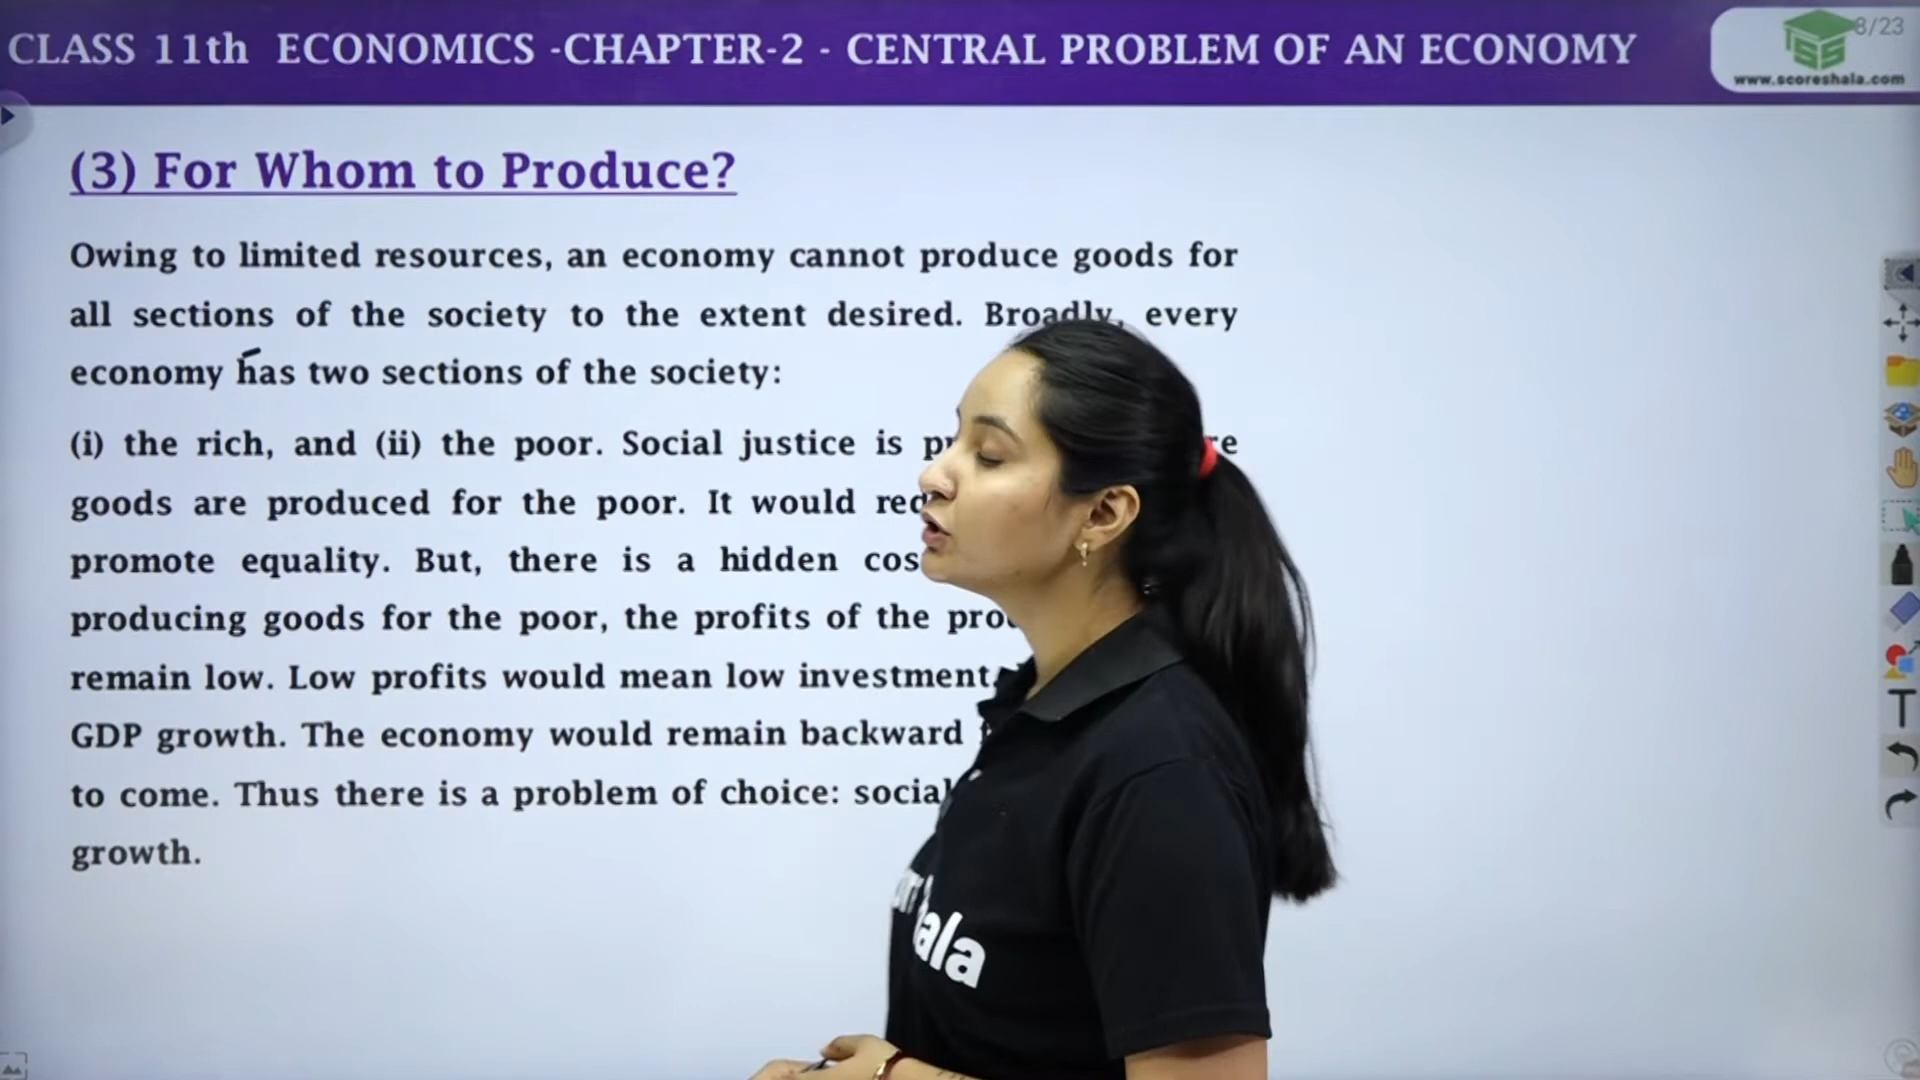 CLASS 11th ECONOMICS -CHAPTER-2 - CENTRAL PROBLEM OF AN ECONOMY
8/23
SS
www.scoreshala.com
(3) For Whom to Produce?
Owing to limited resources, an economy cannot produce goods for
all sections of the society to the extent desired. Broadly, every
economy has two sections of the society:
(i) the rich, and (ii) the poor. Social justice is
goods are produced for the poor. It would
promote equality. But, there is a hidden
producing goods for the poor, the profits of the
remain low. Low profits would mean low investment
GDP growth. The economy would remain backward
to come. Thus there is a problem of choice: social
growth.
T